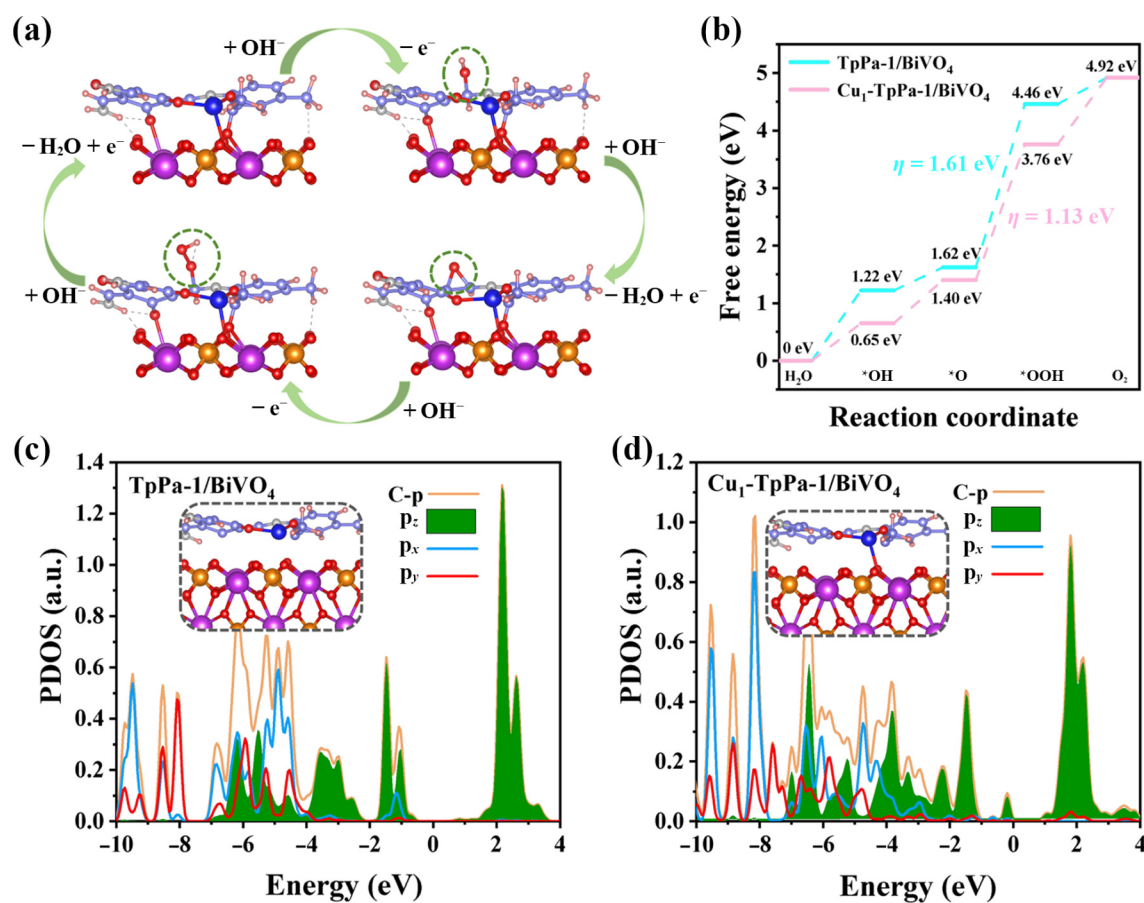 (a)
+ OH⁻
− e⁻
+ OH⁻
− H₂O + e⁻
+ OH⁻
− e⁻
+ OH⁻
− H₂O + e⁻
(b)
TpPa-1/BiVO₄
Cu₁-TpPa-1/BiVO₄
Free energy (eV)
5
4
3
2
1
0
0 eV
1.22 eV
0.65 eV
1.62 eV
1.40 eV
4.46 eV
3.76 eV
4.92 eV
η = 1.61 eV
η = 1.13 eV
H₂O
*OH
*O
*OOH
O₂
Reaction coordinate
(c)
TpPa-1/BiVO₄
C-p
p𝑧
p𝑥
p𝑦
PDOS (a.u.)
1.4
1.2
1.0
0.8
0.6
0.4
0.2
0.0
−10 −8 −6 −4 −2 0 2 4
Energy (eV)
(d)
Cu₁-TpPa-1/BiVO₄
C-p
p𝑧
p𝑥
p𝑦
PDOS (a.u.)
1.2
1.0
0.8
0.6
0.4
0.2
0.0
−10 −8 −6 −4 −2 0 2 4
Energy (eV)